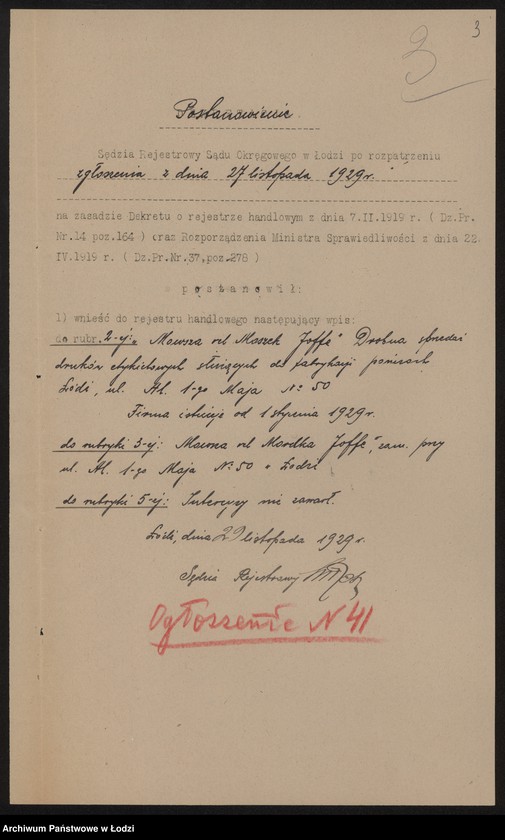 3
3
Postanowienie
Sędzia Rejestrowy Sądu Okręgowego w Łodzi po rozpatrzeniu
zgłoszenia z dnia 27 listopada 1929 r.
na zasadzie Dekretu o rejestrze handlowym z dnia 7.II.1919 r. ( Dz.Pr.
Nr.14 poz.164 ) oraz Rozporządzenia Ministra Sprawiedliwości z dnia 22.
IV.1919 r. ( Dz.Pr.Nr.37,poz.278 )
p o s t a n o w i ł:
1) wnieść do rejestru handlowego następujący wpis:
do rubr. 2-ej: „Mowsza vel Moszek Joffe" Drobna sprzedaż
druków etykietowych służących do fabrykacji pończoch
Łódź, ul. Al. 1-go Maja № 50
Firma istnieje od 1 stycznia 1929 r.
do rubryki 3-ej: Mowsza vel Joffe", zam. przy
ul. Al. 1-go Maja № 50 w Łodzi
do rubryki 5-ej: Intercyzy nie zawarł.
Łódź, dnia 29 listopada 1929 r.
Sędzia Rejestrowy
Ogłoszenie N 41
Archiwum Państwowe w Łodzi